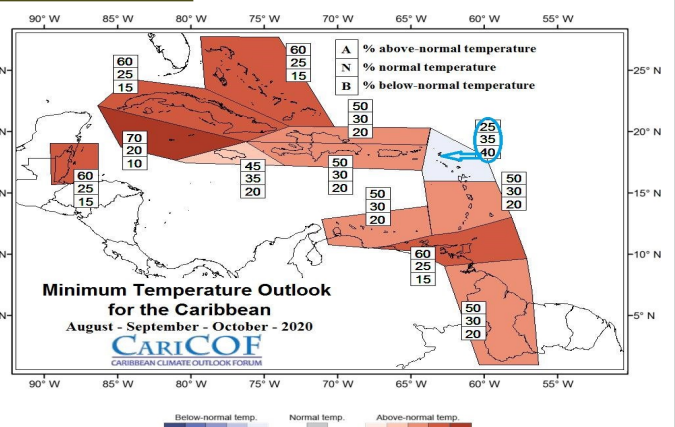 90° W 85° W 80° W 75° W 70° W 65° W 60° W 55° W
A % above-normal temperature
N % normal temperature
B % below-normal temperature
60
25
15
60
25
15
25° N
50
30
20
20° N
25
35
40
70
20
10
45
35
20
50
30
20
60
25
15
50
30
20
50
30
20
15° N
60
25
15
10° N
50
30
20
5° N
N
N
N
N
N
Minimum Temperature Outlook
for the Caribbean
August - September - October - 2020
CARICOF
CARIBBEAN CLIMATE OUTLOOK FORUM
90° W 85° W 80° W 75° W 70° W 65° W 60° W 55° W
Below-normal temp. Normal temp. Above-normal temp.